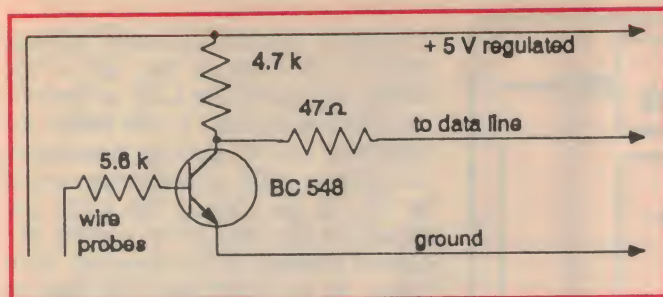 + 5 V regulated
4.7 k
47Ω
to data line
5.6 k
BC 548
wire
probes
ground